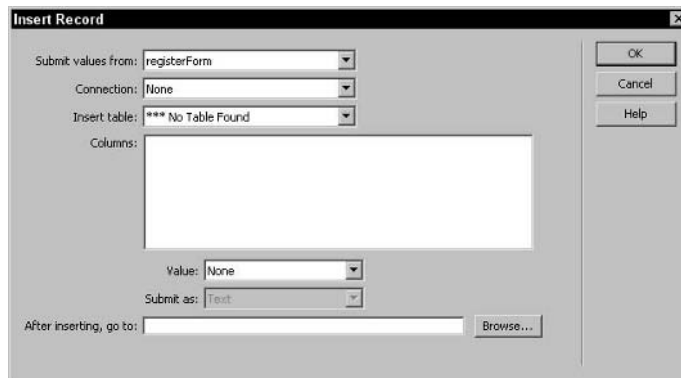 Insert Record
Submit values from: registerForm
OK
Connection: None
Cancel
Insert table: *** No Table Found
Help
Columns:
Value: None
Submit as: Text
After inserting, go to:
Browse...